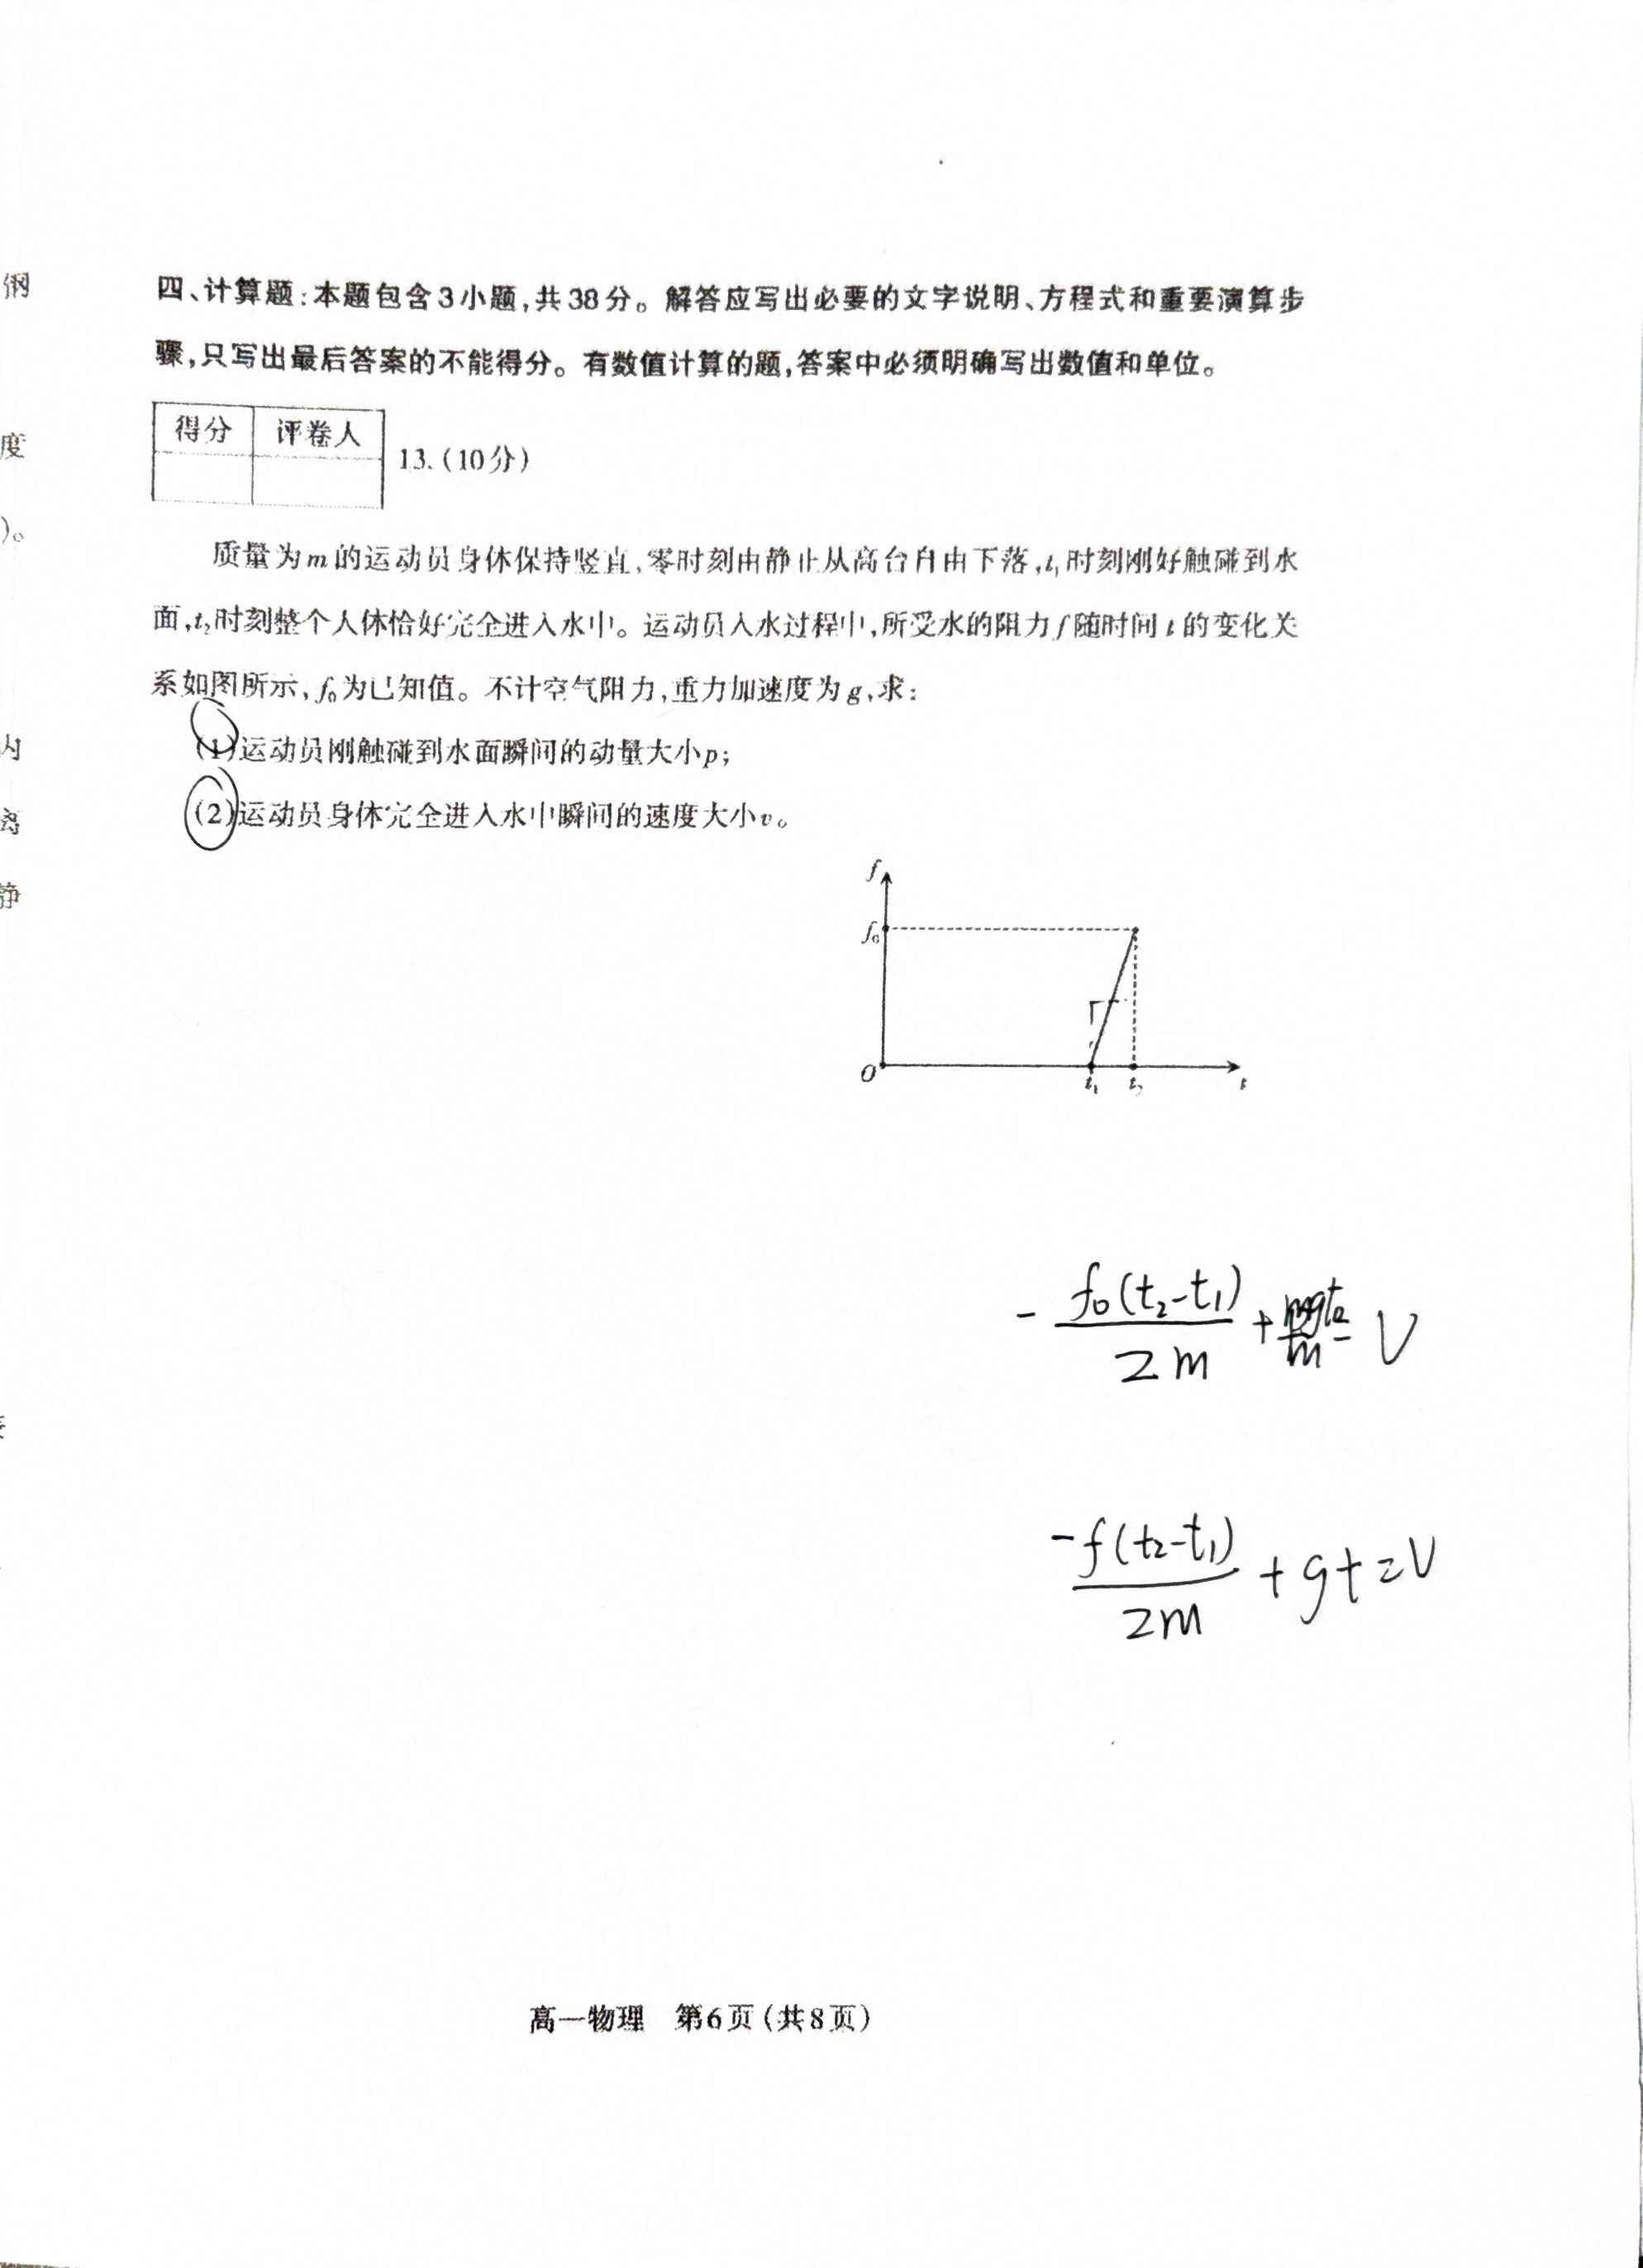 四、计算题:本题包含3小题,共38分。解答应写出必要的文字说明、方程式和重要演算步
骤,只写出最后答案的不能得分。有数值计算的题,答案中必须明确写出数值和单位。
得分 评卷人
13.(10分)
质量为m的运动员身体保持竖直,零时刻由静止从高台自由下落,t₁时刻刚好触碰到水
面,t₂时刻整个人体恰好完全进入水中。运动员入水过程中,所受水的阻力f随时间t的变化关
系如图所示,f₀为已知值。不计空气阻力,重力加速度为g,求:
(1)运动员刚触碰到水面瞬间的动量大小p;
(2)运动员身体完全进入水中瞬间的速度大小v。
f
f₀
O t₁ t₂ t
- f₀(t₂-t₁)/2m + V
-f(t₂-t₁)/2m + gt=V
高一物理 第6页(共8页)
钢
度
)。
内
离
静